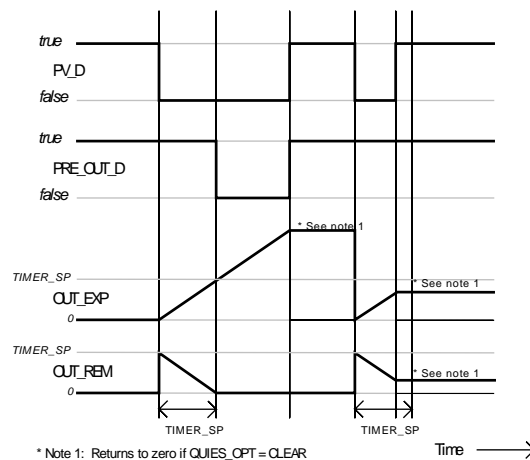 true
PV_D
false
true
PRE_OUT_D
false
* See note 1
TIMER_SP
* See note 1
OUT_EXP
0
TIMER_SP
* See note 1
OUT_REM
0
TIMER_SP
TIMER_SP
* Note 1: Returns to zero if QUIES_OPT = CLEAR
Time